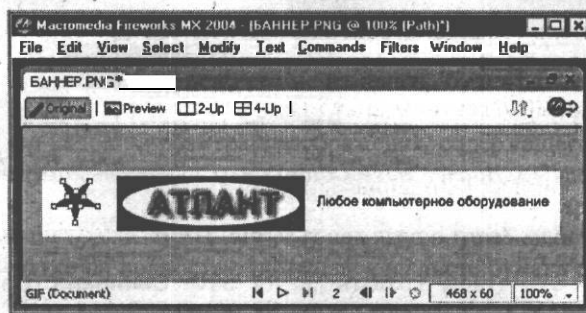 Macromedia Fireworks MX 2004 - [БАННЕР.PNG @ 100% (Path)*]
File Edit View Select Modify Text Commands Filters Window Help
БАННЕР.PNG*
Original Preview 2-Up 4-Up
АТЛАНТ Любое компьютерное оборудование
GIF (Document) 2 468 x 60 100%